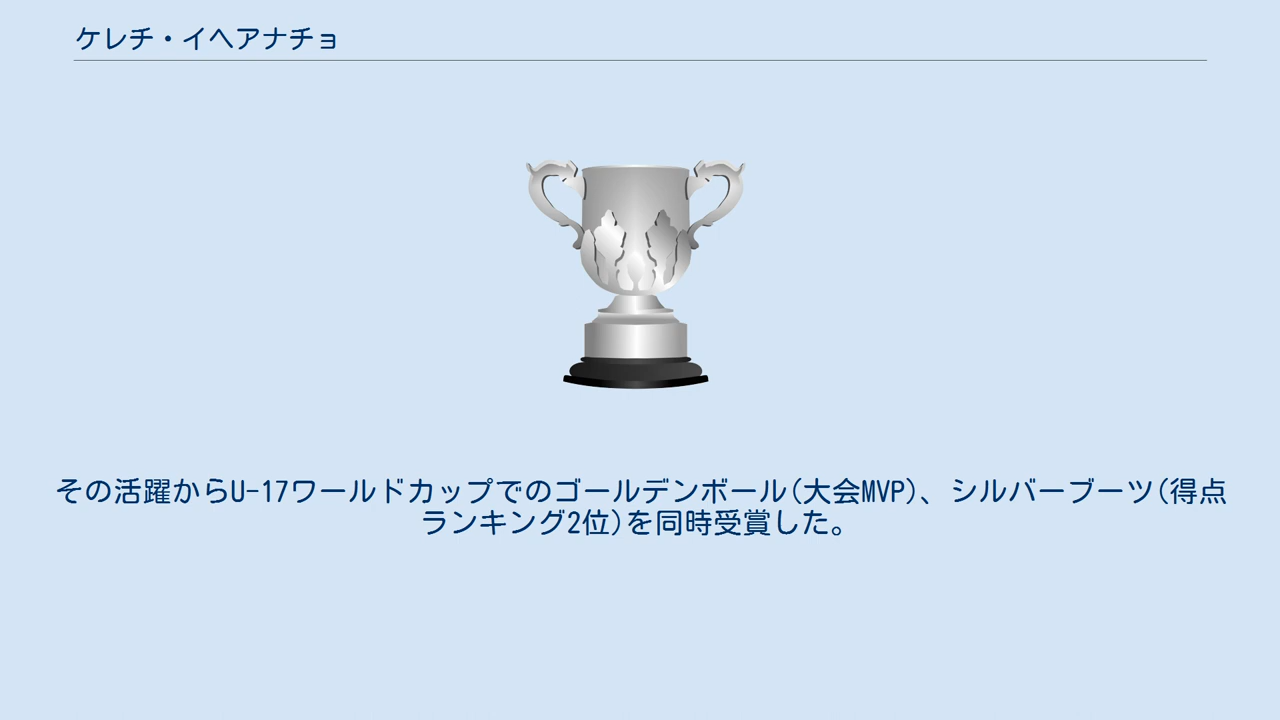 ケレチ・イヘアナチョ
その活躍からU-17ワールドカップでのゴールデンボール(大会MVP)、シルバーブーツ(得点
ランキング2位)を同時受賞した。